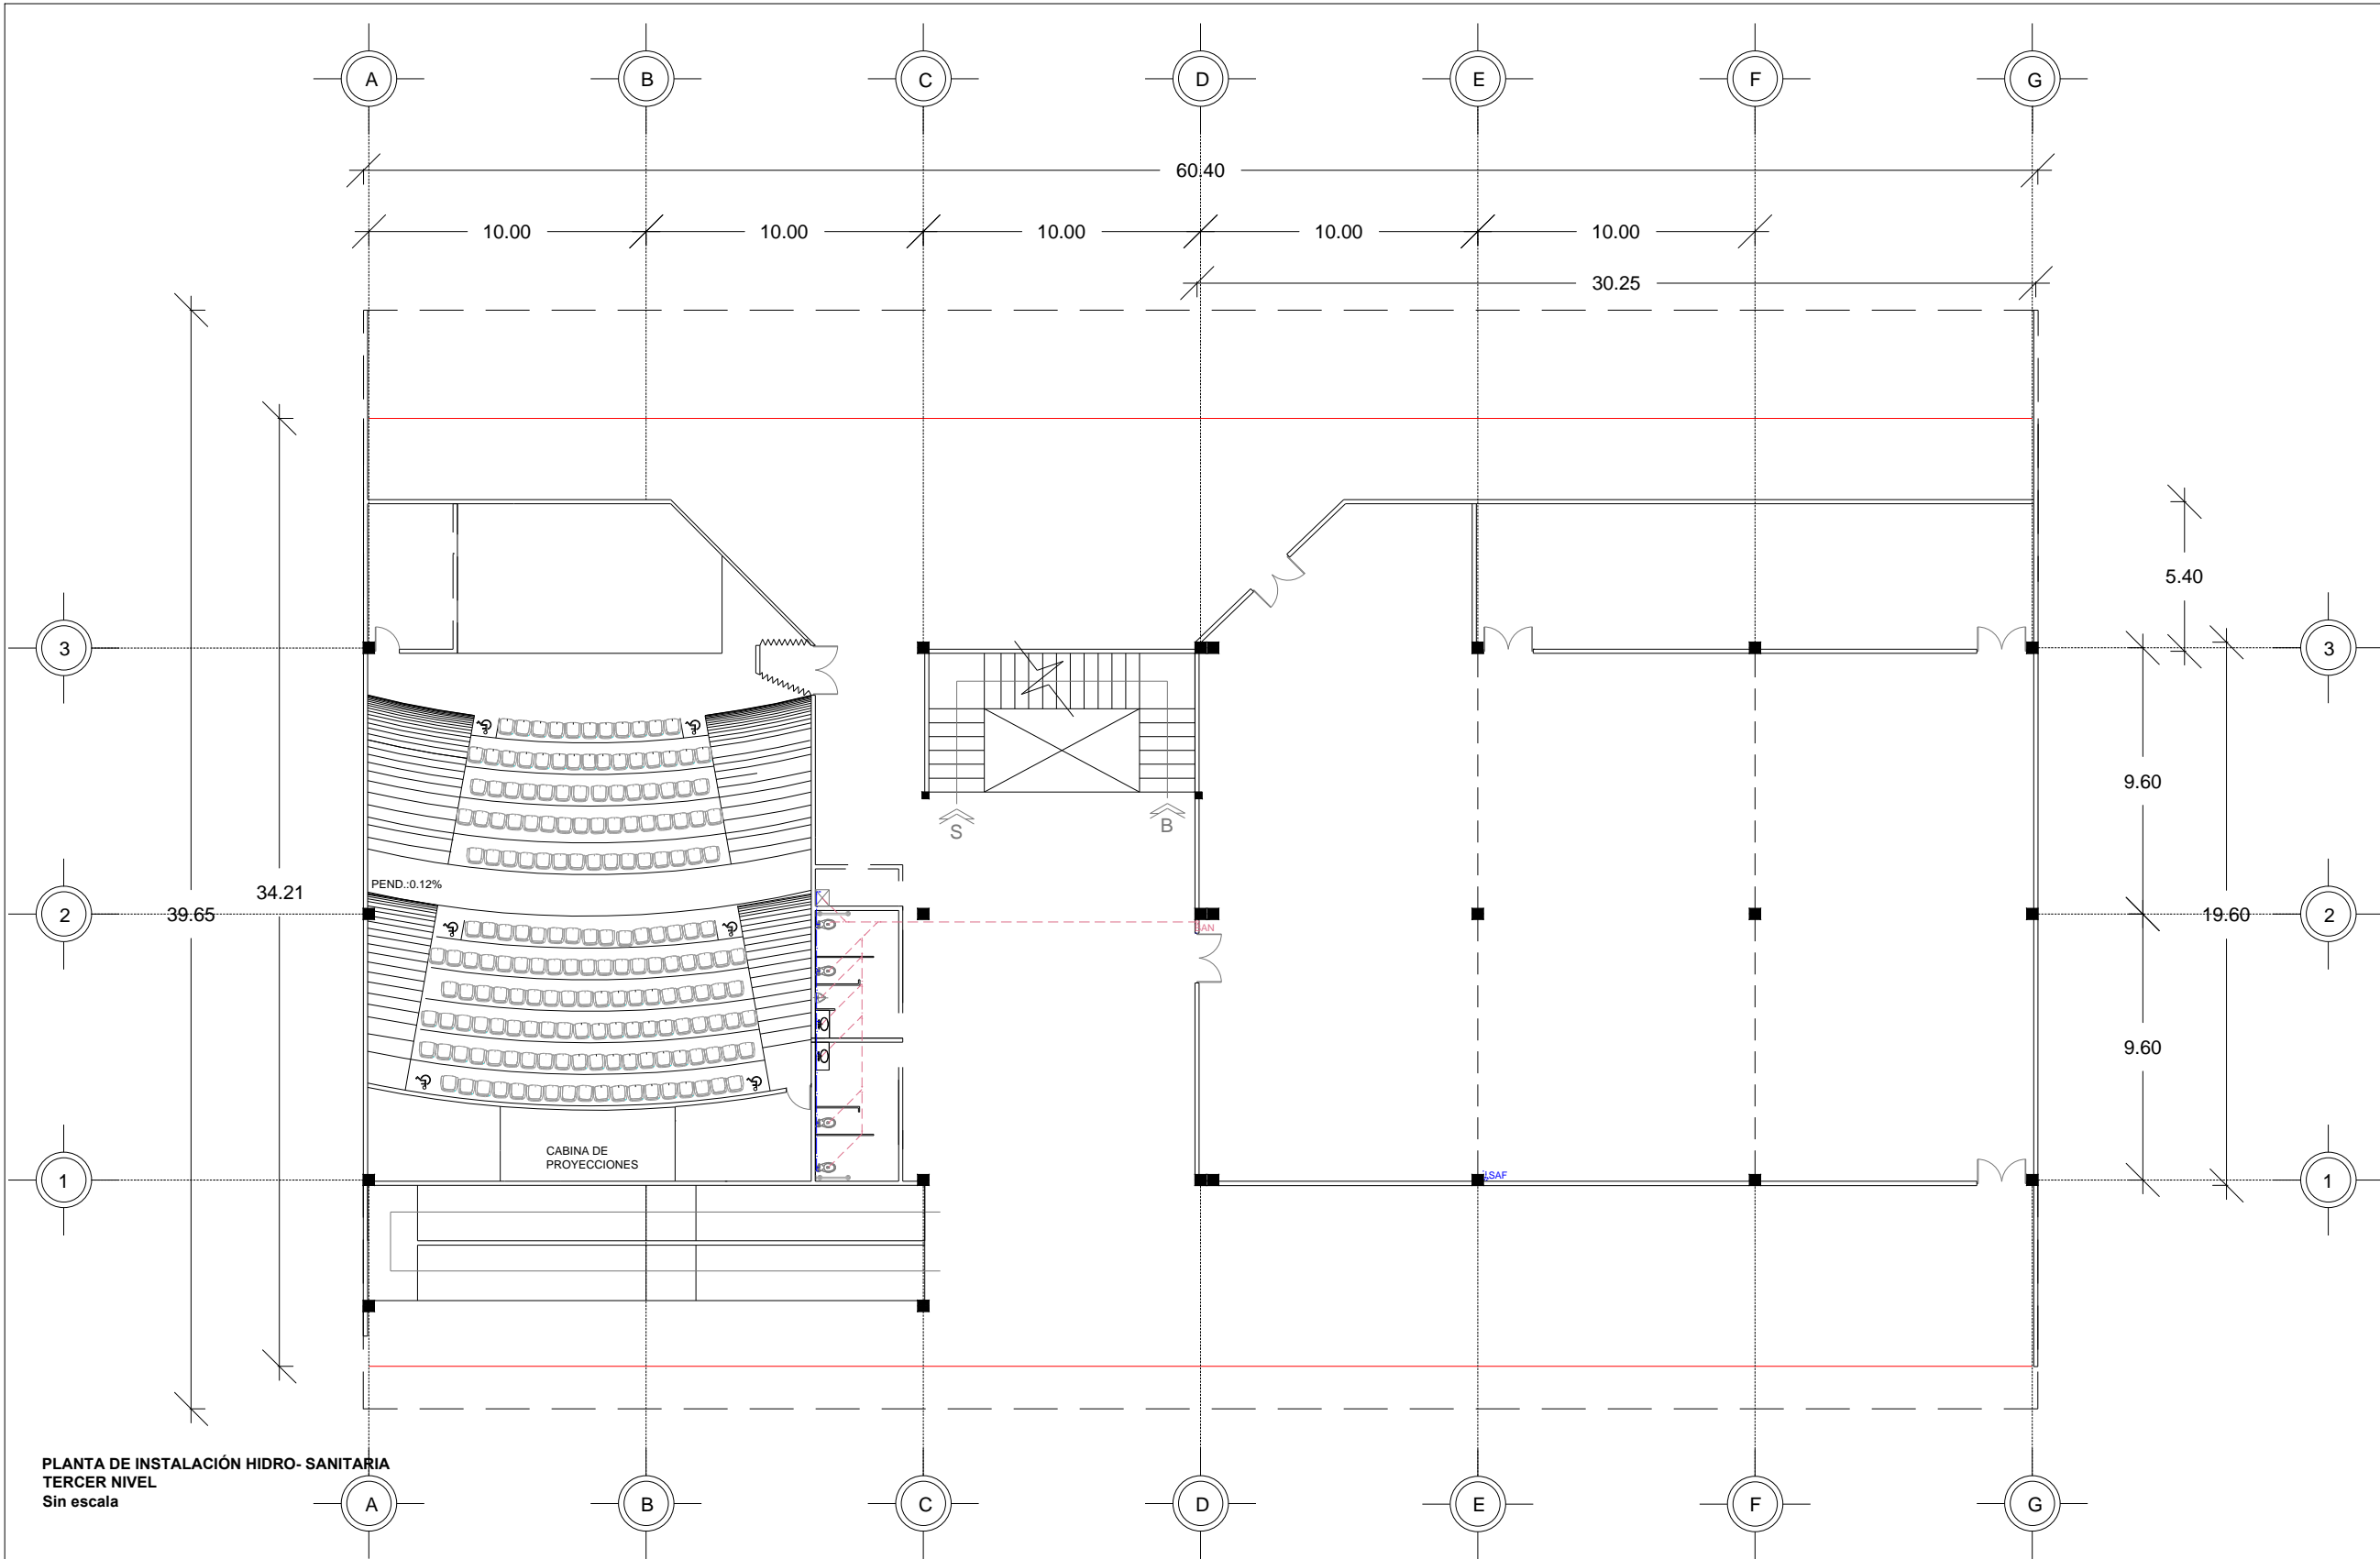 A B C D E F G
60.40
10.00 10.00 10.00 10.00 10.00
30.25
5.40
3 3
9.60
S B
PEND.:0.12%
34.21
2 39.65 19.60 2
SAN
9.60
CABINA DE
PROYECCIONES
1 SAF 1
PLANTA DE INSTALACIÓN HIDRO- SANITARIA
TERCER NIVEL
Sin escala
A B C D E F G